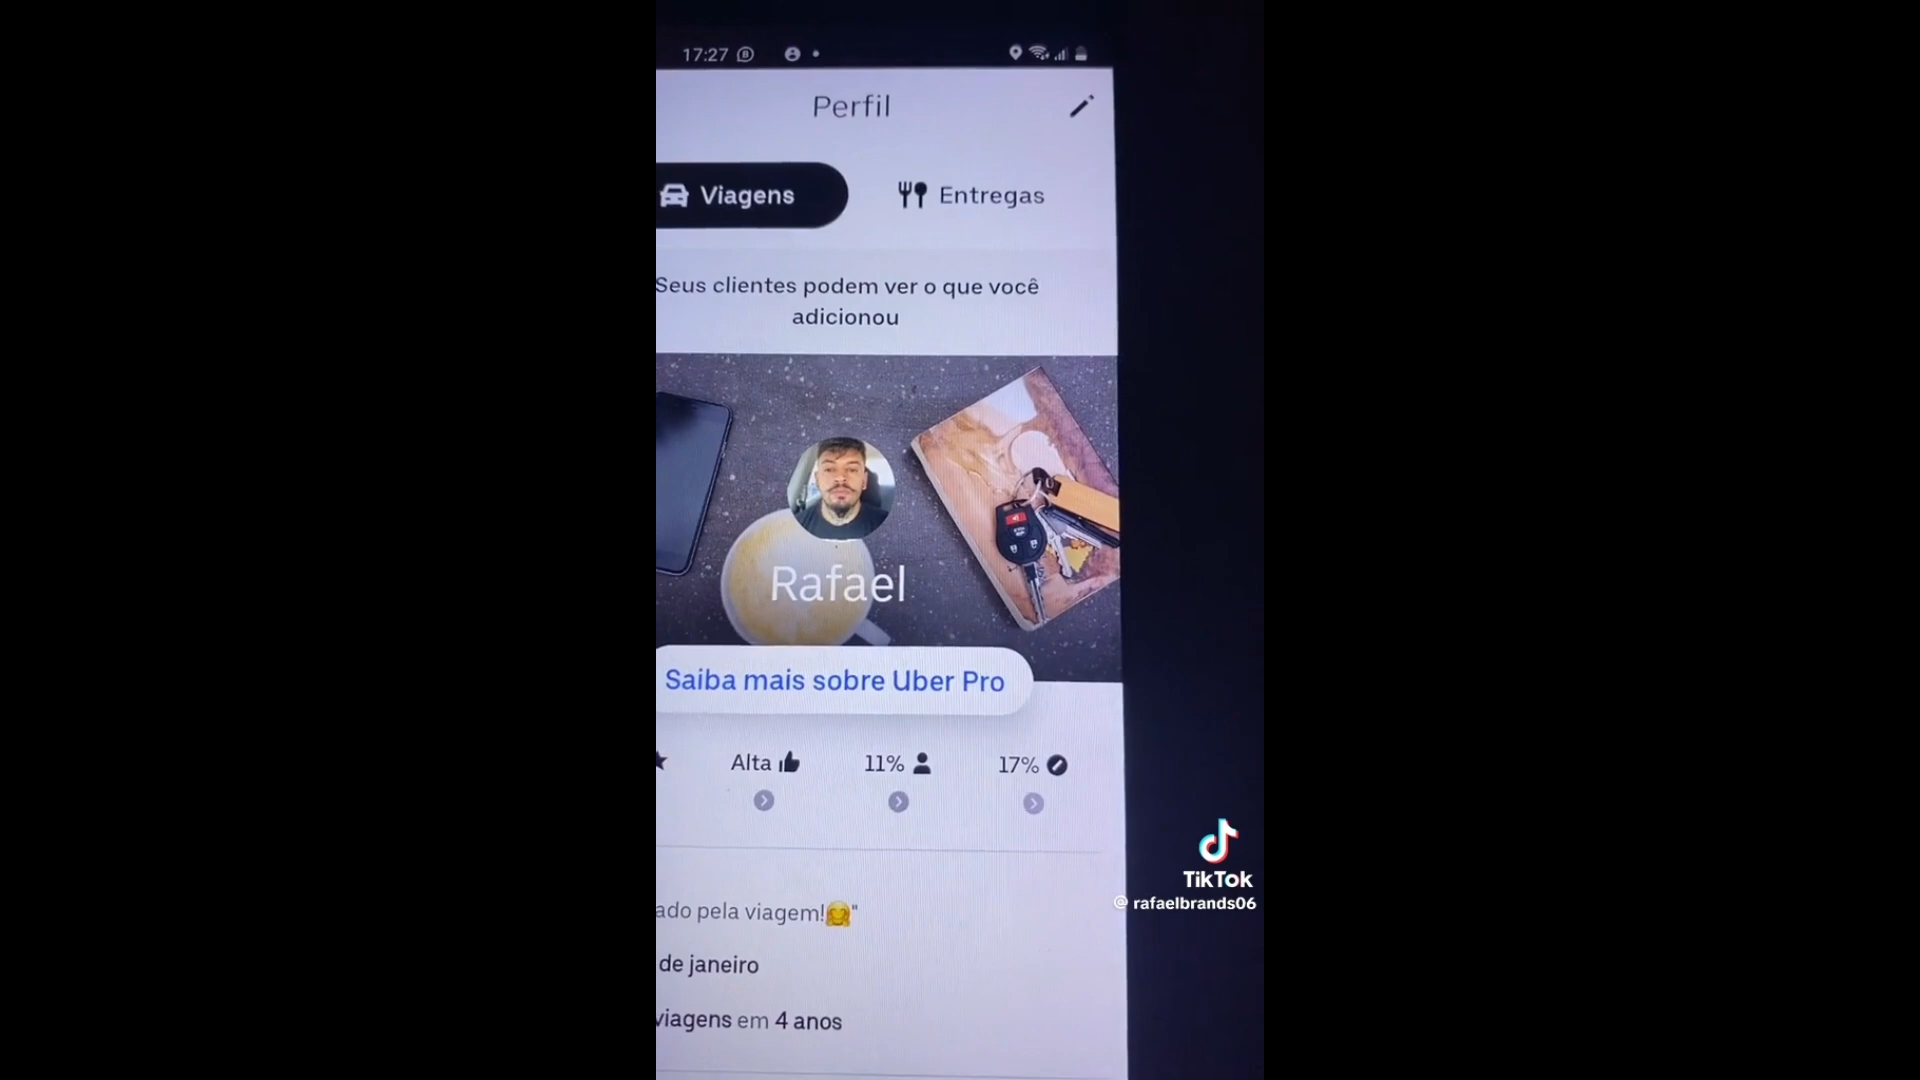 17:27
Perfil
Viagens
Entregas
Seus clientes podem ver o que você
adicionou
Rafael
Saiba mais sobre Uber Pro
Alta
11%
17%
ado pela viagem!🤗"
de janeiro
viagens em 4 anos
TikTok
@ rafaelbrands06